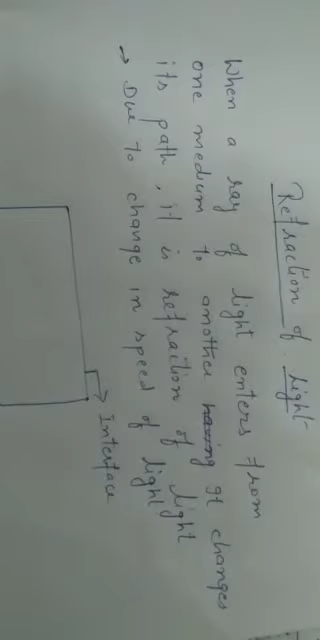 Refraction of light
When a ray of light enters from
one medium to another It changes
its path, it is refraction of light
→ Due to change in speed of light
Interface